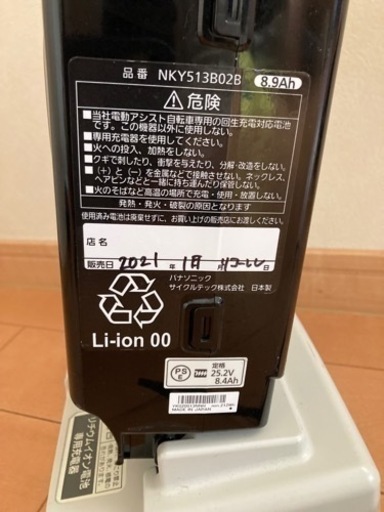 品番 NKY513B02B 8.9Ah
⚠危険
■当社電動アシスト自転車専用の回生充電対応電池です。この機器以外に使用しない。
■専用充電器を使用する。
■火への投入、加熱をしない。
■クギで刺したり、衝撃を与えたり、分解・改造をしない。
■(+)と(−)を金属などで接触させない。ネックレス、ヘアピンなどと一緒に持ち運んだり保管しない。
■火のそばなど高温の場所で充電・使用・放置しない。
発熱・発火・破裂の原因となります
使用済み電池は廃棄せずに、お買い上げの販売店にお渡しください。
店名
販売日 2021年 1月
パナソニック
サイクルテック株式会社 日本製
Li-ion 00
PS
E
定格
25.2V
8.4Ah
MADE IN JAPAN
リチウムイオン電池
専用充電器